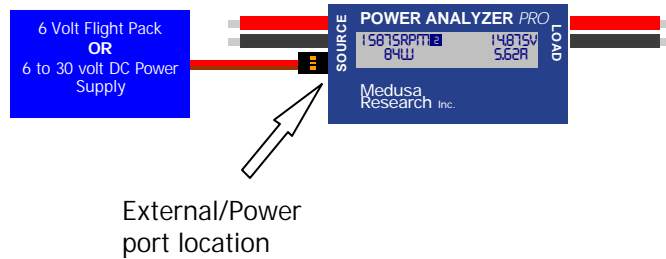 6 Volt Flight Pack
OR
6 to 30 volt DC Power
Supply
SOURCE
POWER ANALYZER PRO
15875RPM 2 14.875V
84W 5.62A
LOAD
Medusa
Research Inc.
External/Power
port location